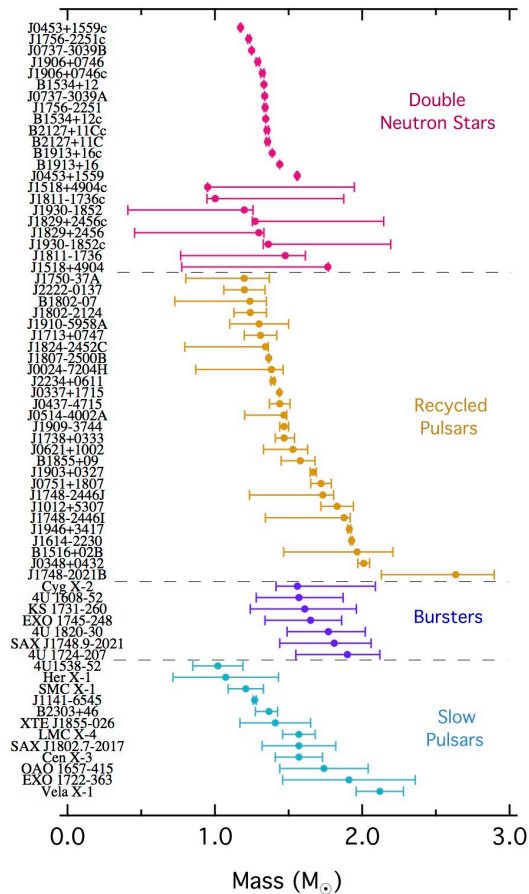 J0453+1559c
J1756-2251c
J0737-3039B
J1906+0746
J1906+0746c
B1534+12
J0737-3039A
J1756-2251
B1534+12c
B2127+11Cc
B2127+11C
B1913+16c
B1913+16
J0453+1559
J1518+4904c
J1811-1736c
J1930-1852
J1829+2456c
J1829+2456
J1930-1852c
J1811-1736
J1518+4904
Double
Neutron Stars
J1750-37A
J2222-0137
B1802-07
J1802-2124
J1910-5958A
J1713+0747
J1824-2452C
J1807-2500B
J0024-7204H
J2234+0611
J0337+1715
J0437-4715
J0514-4002A
J1909-3744
J1738+0333
J0621+1002
B1855+09
J1903+0327
J0751+1807
J1748-2446J
J1012+5307
J1748-2446I
J1946+3417
J1614-2230
B1516+02B
J0348+0432
J1748-2021B
Recycled
Pulsars
Cyg X-2
4U 1608-52
KS 1731-260
EXO 1745-248
4U 1820-30
SAX J1748.9-2021
4U 1724-207
Bursters
4U1538-52
Her X-1
SMC X-1
J1141-6545
B2303+46
XTE J1855-026
LMC X-4
SAX J1802.7-2017
Cen X-3
OAO 1657-415
EXO 1722-363
Vela X-1
Slow
Pulsars
0.0 1.0 2.0 3.0
Mass (M☉)